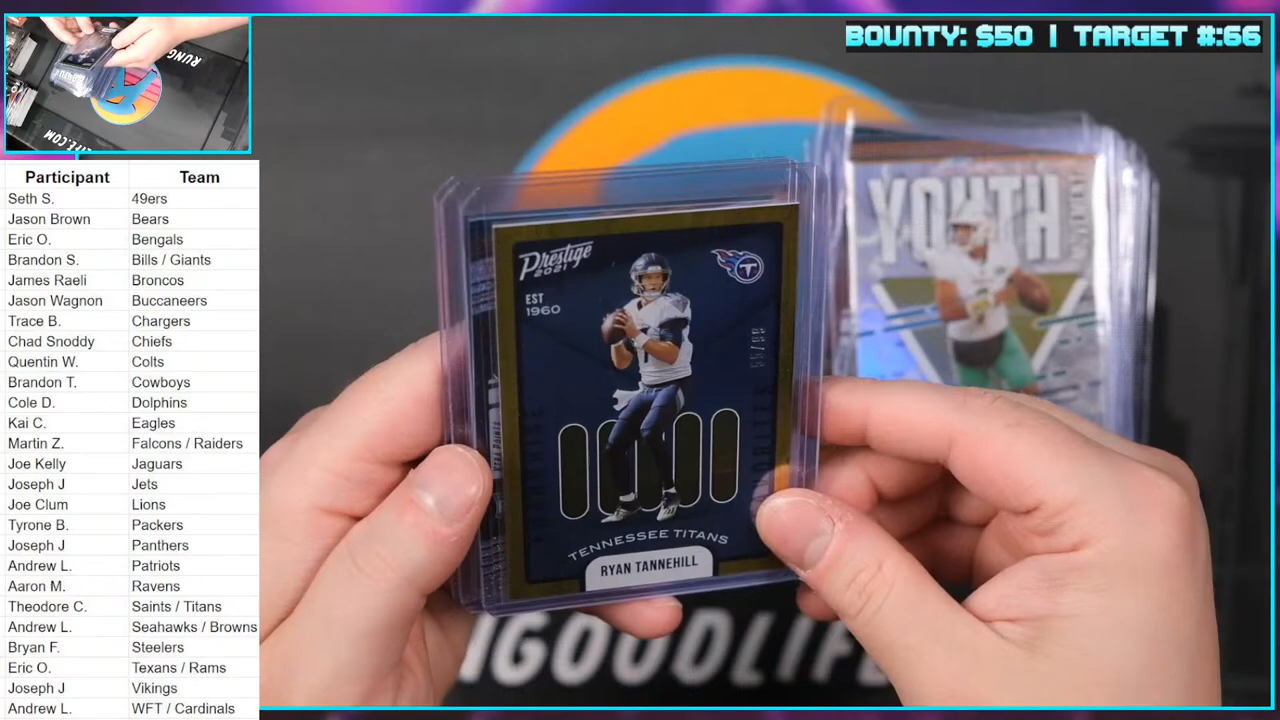 BOUNTY: $50 | TARGET #:66
Participant Team
Seth S. 49ers
Jason Brown Bears
Eric O. Bengals
Brandon S. Bills / Giants
James Raeli Broncos
Jason Wagnon Buccaneers
Trace B. Chargers
Chad Snoddy Chiefs
Quentin W. Colts
Brandon T. Cowboys
Cole D. Dolphins
Kai C. Eagles
Martin Z. Falcons / Raiders
Joe Kelly Jaguars
Joseph J Jets
Joe Clum Lions
Tyrone B. Packers
Joseph J Panthers
Andrew L. Patriots
Aaron M. Ravens
Theodore C. Saints / Titans
Andrew L. Seahawks / Browns
Bryan F. Steelers
Eric O. Texans / Rams
Joseph J Vikings
Andrew L. WFT / Cardinals
Prestige
2021
EST
1960
T
TENNESSEE TITANS
RYAN TANNEHILL
YOUTH
IGOODLIFE
RUNG
LIFE.COM